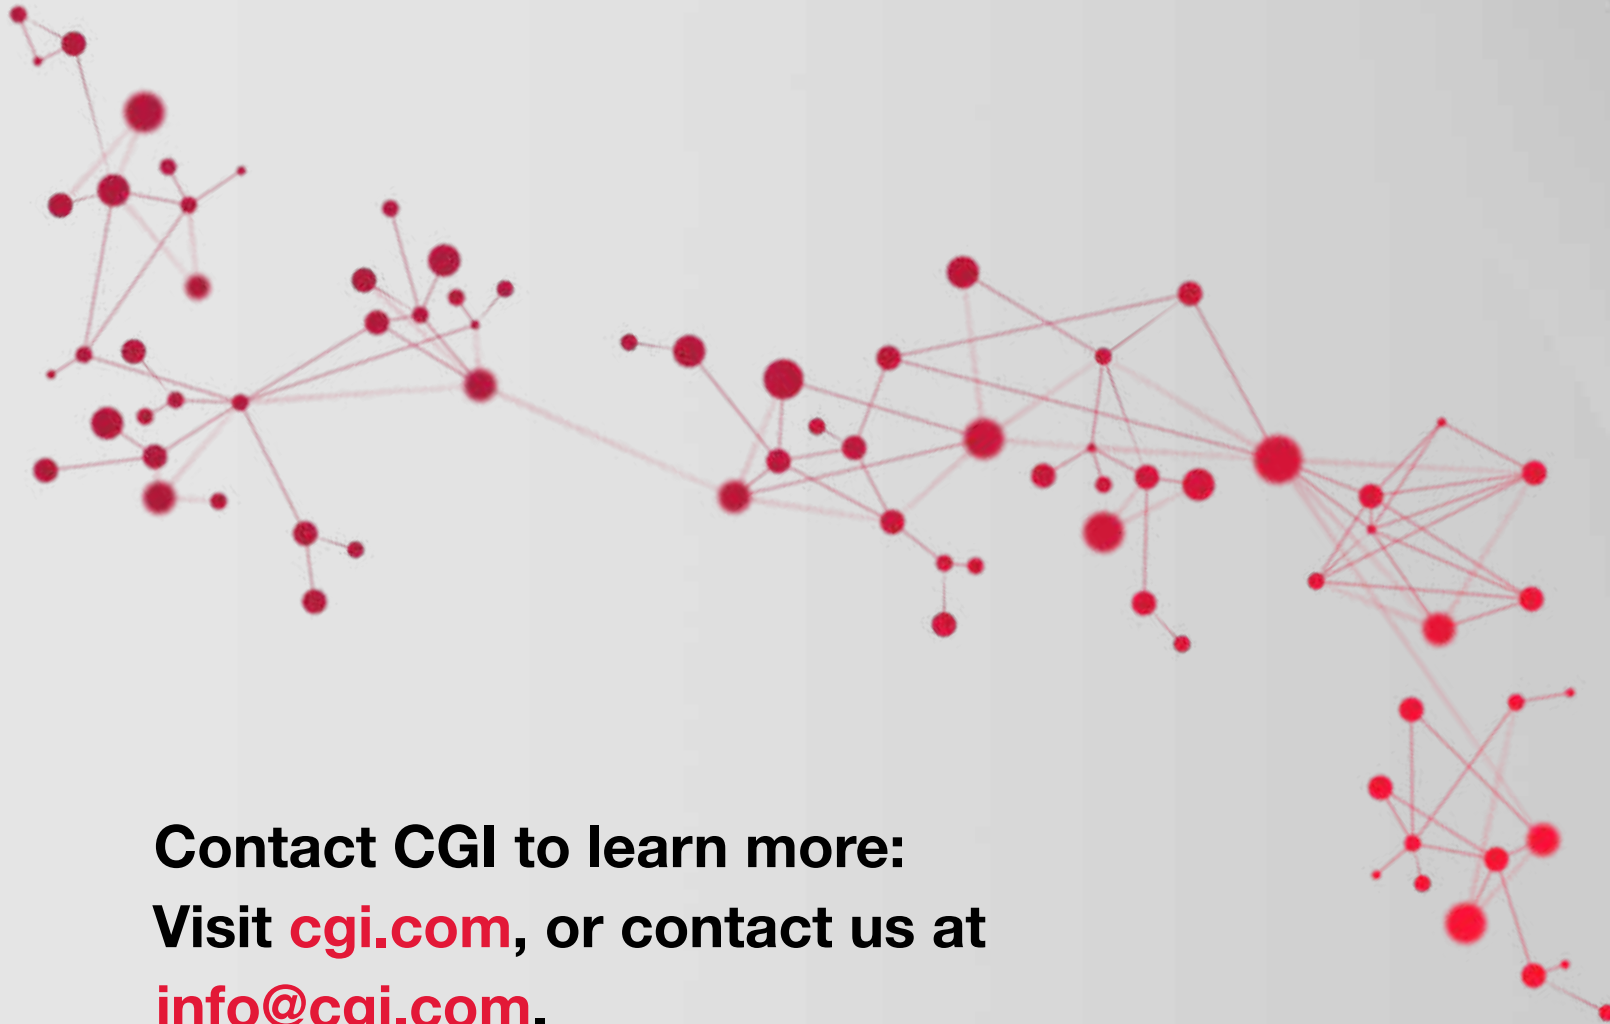 Contact CGI to learn more:
Visit cgi.com, or contact us at
info@cgi.com.